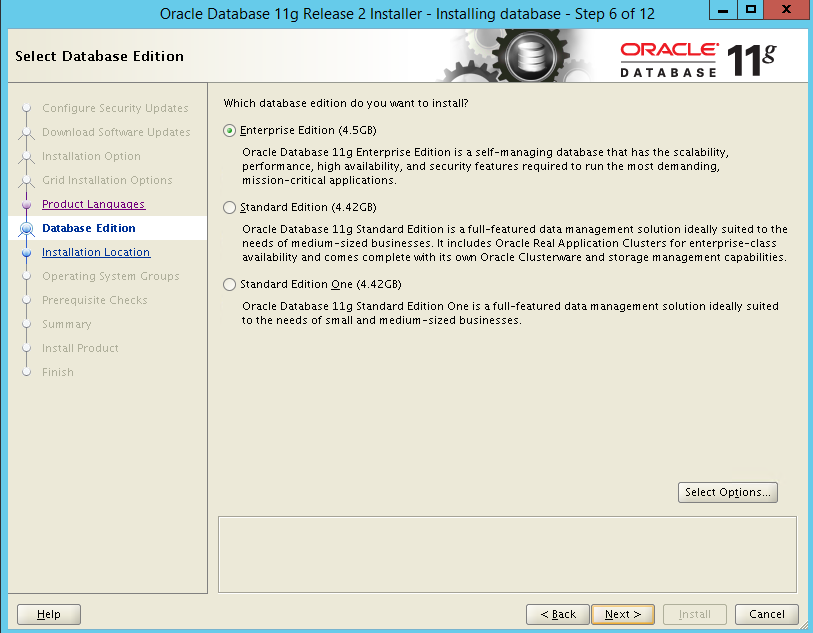 Oracle Database 11g Release 2 Installer - Installing database - Step 6 of 12
Select Database Edition
ORACLE
DATABASE
11g
Configure Security Updates
Download Software Updates
Installation Option
Grid Installation Options
Product Languages
Database Edition
Installation Location
Operating System Groups
Prerequisite Checks
Summary
Install Product
Finish
Which database edition do you want to install?
Enterprise Edition (4.5GB)
Oracle Database 11g Enterprise Edition is a self-managing database that has the scalability,
performance, high availability, and security features required to run the most demanding,
mission-critical applications.
Standard Edition (4.42GB)
Oracle Database 11g Standard Edition is a full-featured data management solution ideally suited to the
needs of medium-sized businesses. It includes Oracle Real Application Clusters for enterprise-class
availability and comes complete with its own Oracle Clusterware and storage management capabilities.
Standard Edition One (4.42GB)
Oracle Database 11g Standard Edition One is a full-featured data management solution ideally suited
to the needs of small and medium-sized businesses.
Select Options...
Help
< Back
Next >
Install
Cancel